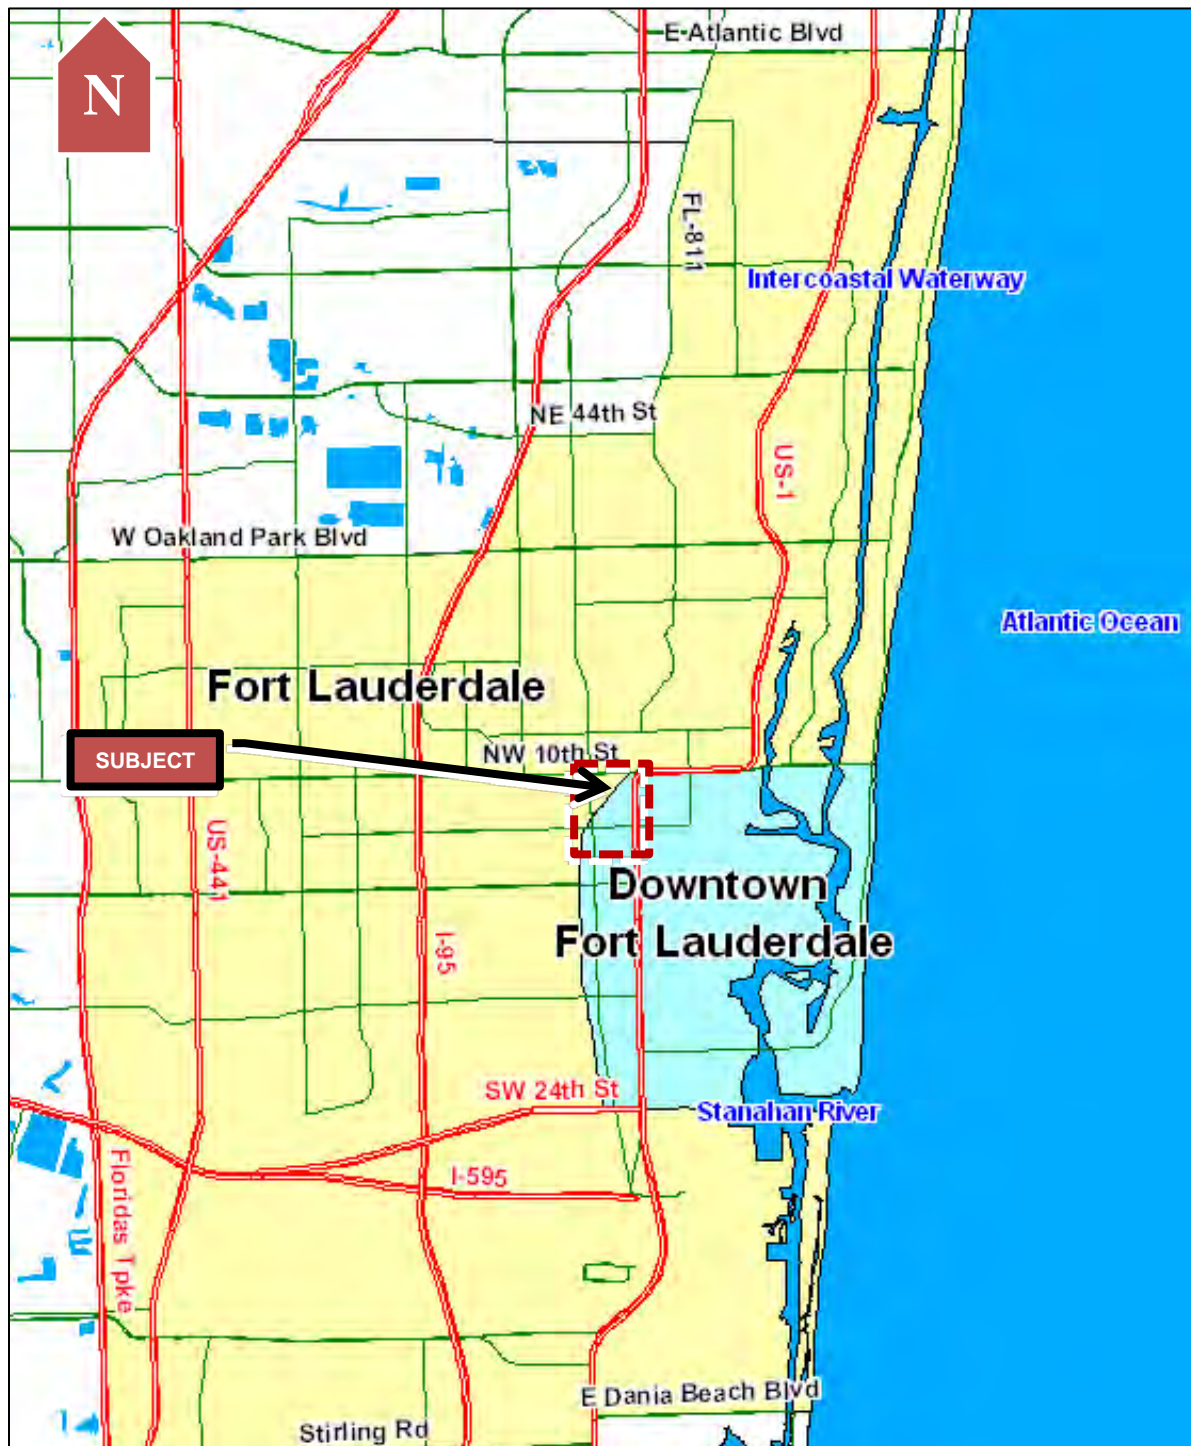 E Atlantic Blvd
N
FL-811
Intercoastal Waterway
NE 44th St
US-1
W Oakland Park Blvd
Atlantic Ocean
Fort Lauderdale
NW 10th St
SUBJECT
US-441
Downtown
Fort Lauderdale
I-95
SW 24th St
Stanahan River
I-595
Floridas Tpke
E Dania Beach Blvd
Stirling Rd